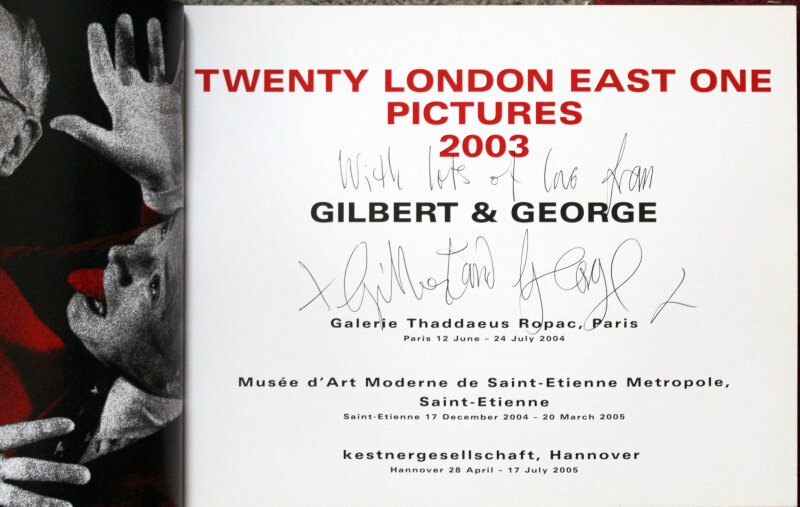 TWENTY LONDON EAST ONE
PICTURES
2003
With lots of love from
GILBERT & GEORGE
x Gilbert and George x
Galerie Thaddaeus Ropac, Paris
Paris 12 June – 24 July 2004
Musée d'Art Moderne de Saint-Etienne Metropole,
Saint-Etienne
Saint-Etienne 17 December 2004 – 20 March 2005
kestnergesellschaft, Hannover
Hannover 28 April – 17 July 2005